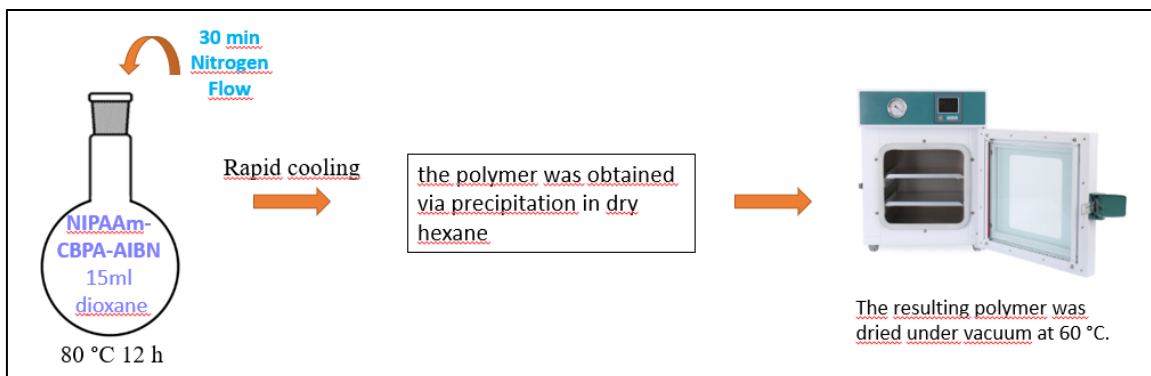 30 min
Nitrogen
Flow
NIPAAm-
CBPA-AIBN
15ml
dioxane
80 °C 12 h
Rapid cooling
the polymer was obtained
via precipitation in dry
hexane
The resulting polymer was
dried under vacuum at 60 °C.